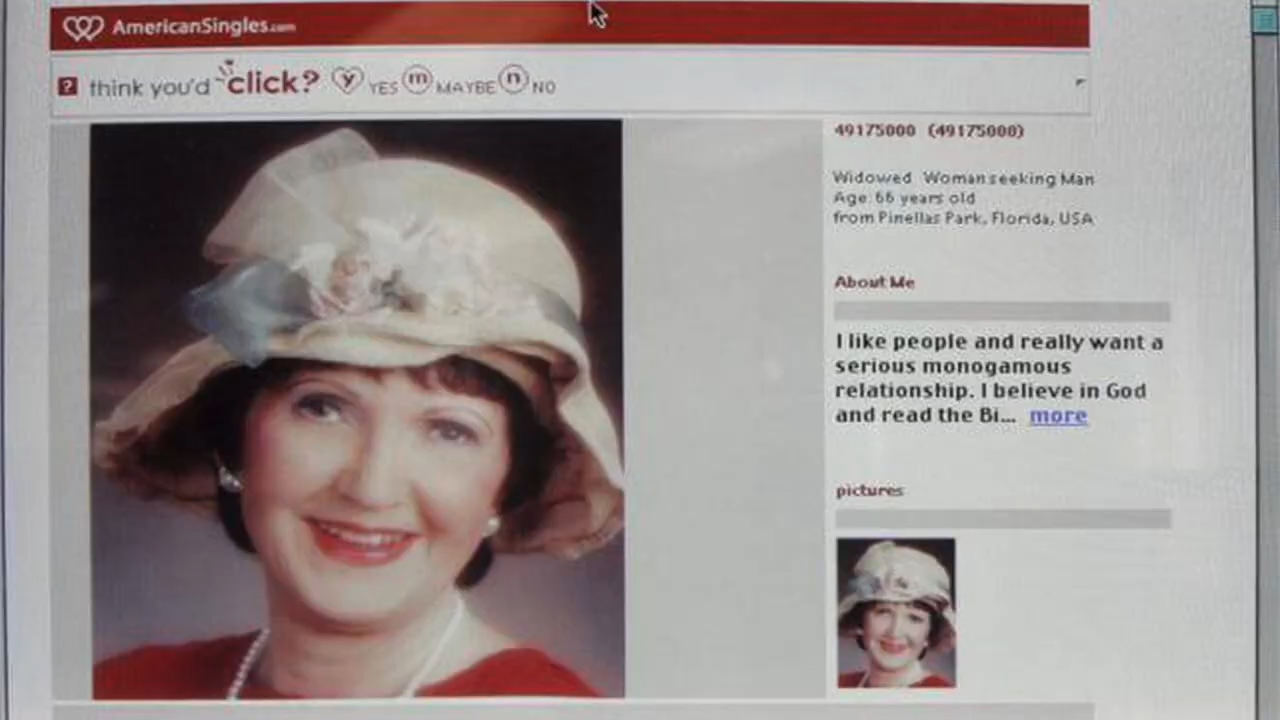 AmericanSingles.com
? think you'd click? y YES m MAYBE n NO
49175000 (49175000)
Widowed Woman seeking Man
Age: 66 years old
from Pinellas Park, Florida, USA
About Me
I like people and really want a
serious monogamous
relationship. I believe in God
and read the Bi... more
pictures